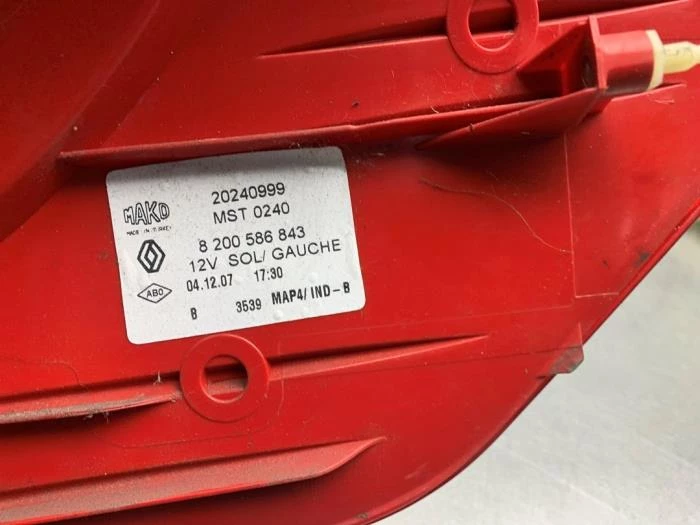 MAKO
MADE IN TURKEY
20240999
MST 0240
8 200 586 843
12V SOL/ GAUCHE
04.12.07 17:30
ABO
B 3539 MAP4/ IND-B